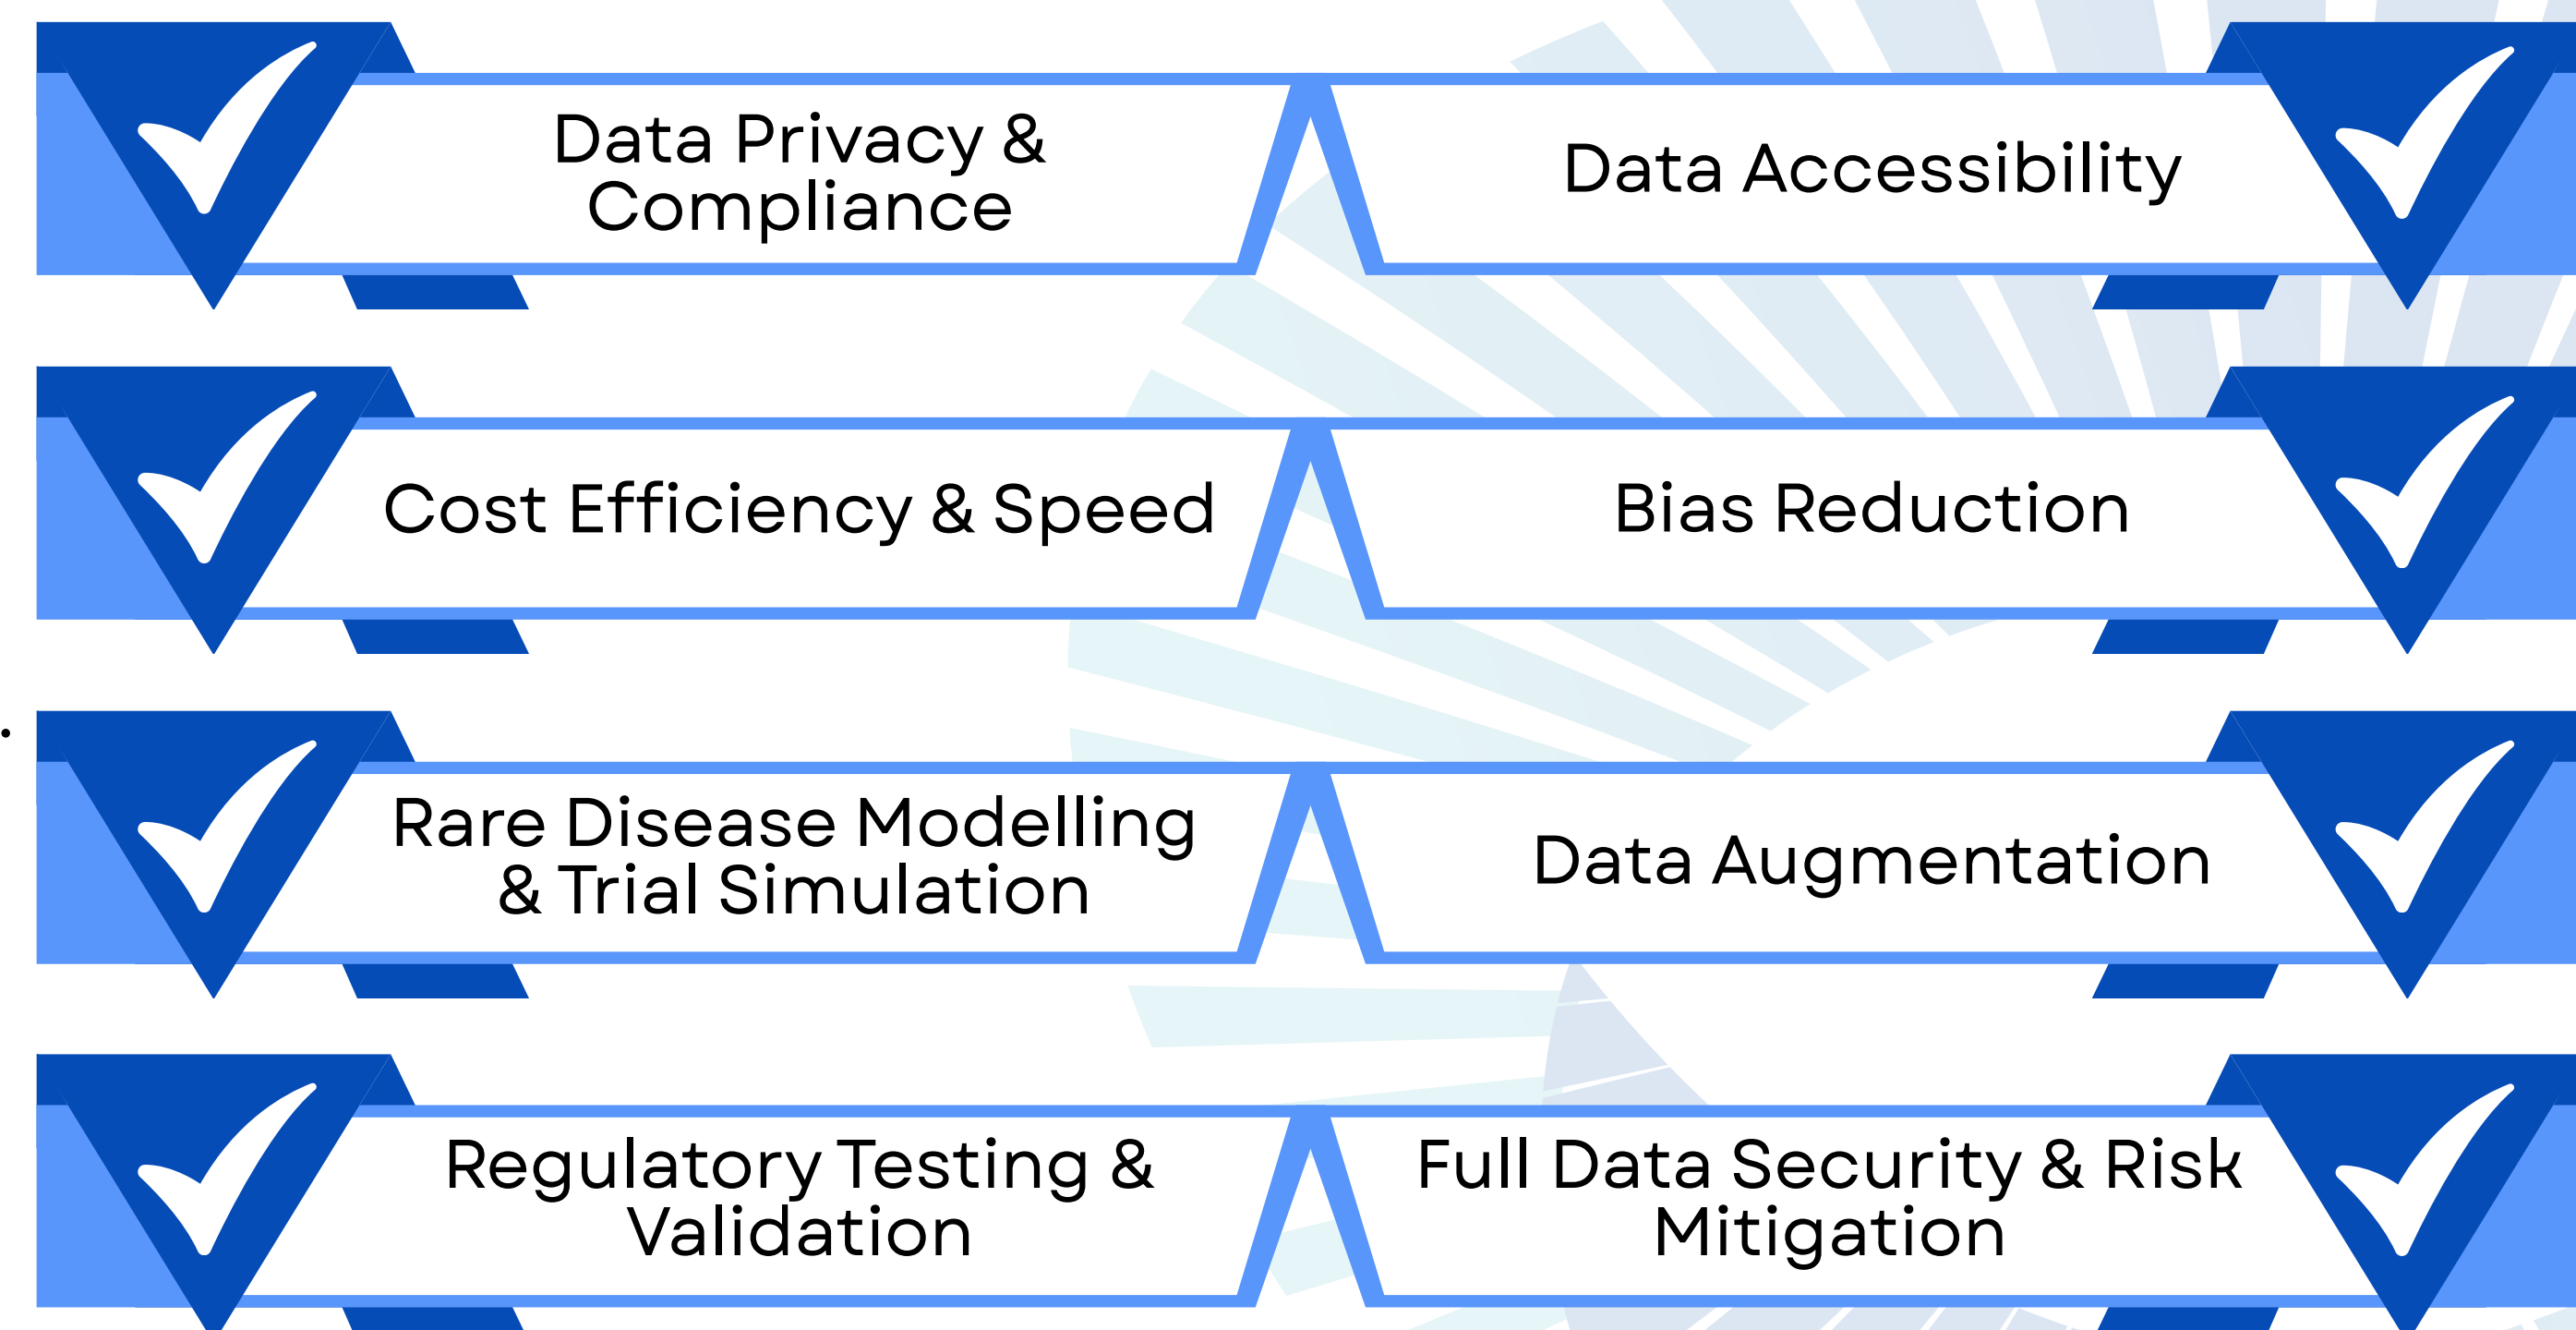 Data Privacy &
Compliance
Data Accessibility
Cost Efficiency & Speed
Bias Reduction
Rare Disease Modelling
& Trial Simulation
Data Augmentation
Regulatory Testing &
Validation
Full Data Security & Risk
Mitigation